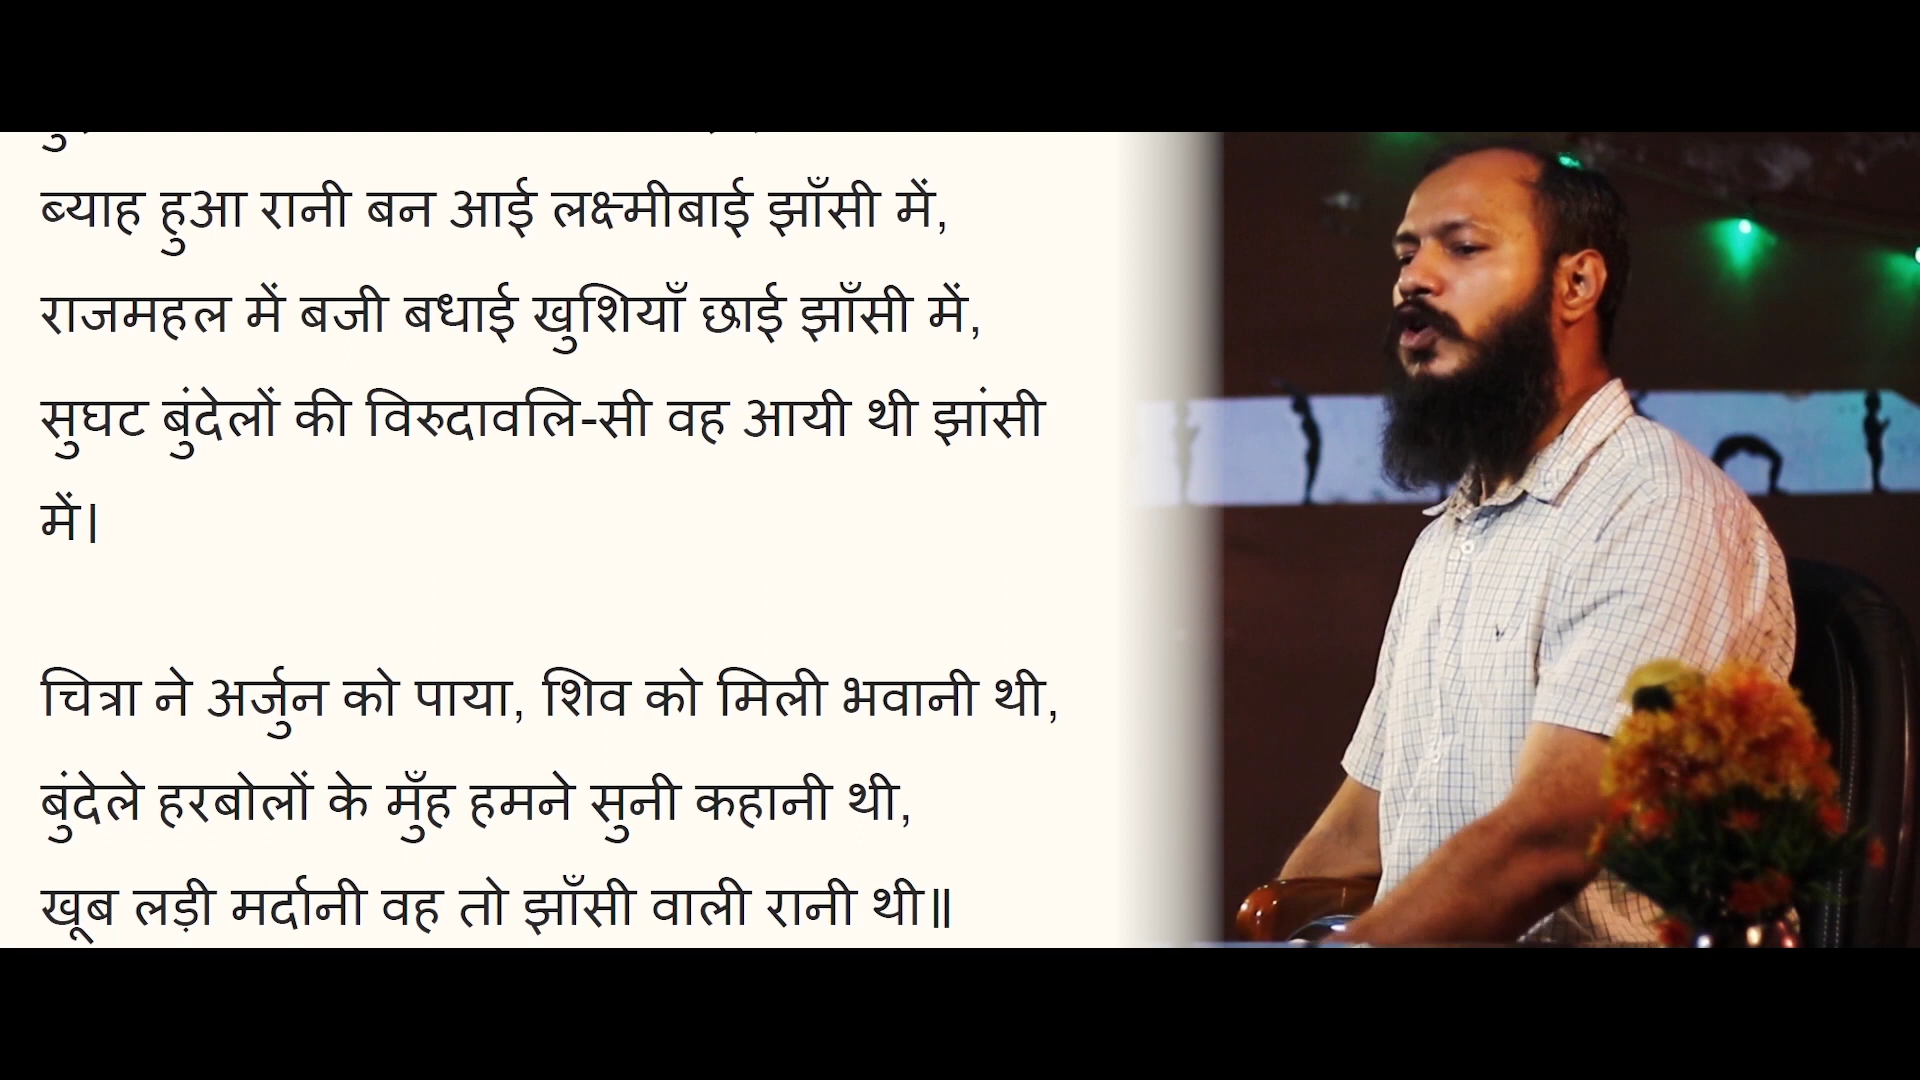 ब्याह हुआ रानी बन आई लक्ष्मीबाई झाँसी में,
राजमहल में बजी बधाई खुशियाँ छाई झाँसी में,
सुघट बुंदेलों की विरुदावलि-सी वह आयी थी झांसी
में।
चित्रा ने अर्जुन को पाया, शिव को मिली भवानी थी,
बुंदेले हरबोलों के मुँह हमने सुनी कहानी थी,
खूब लड़ी मर्दानी वह तो झाँसी वाली रानी थी॥